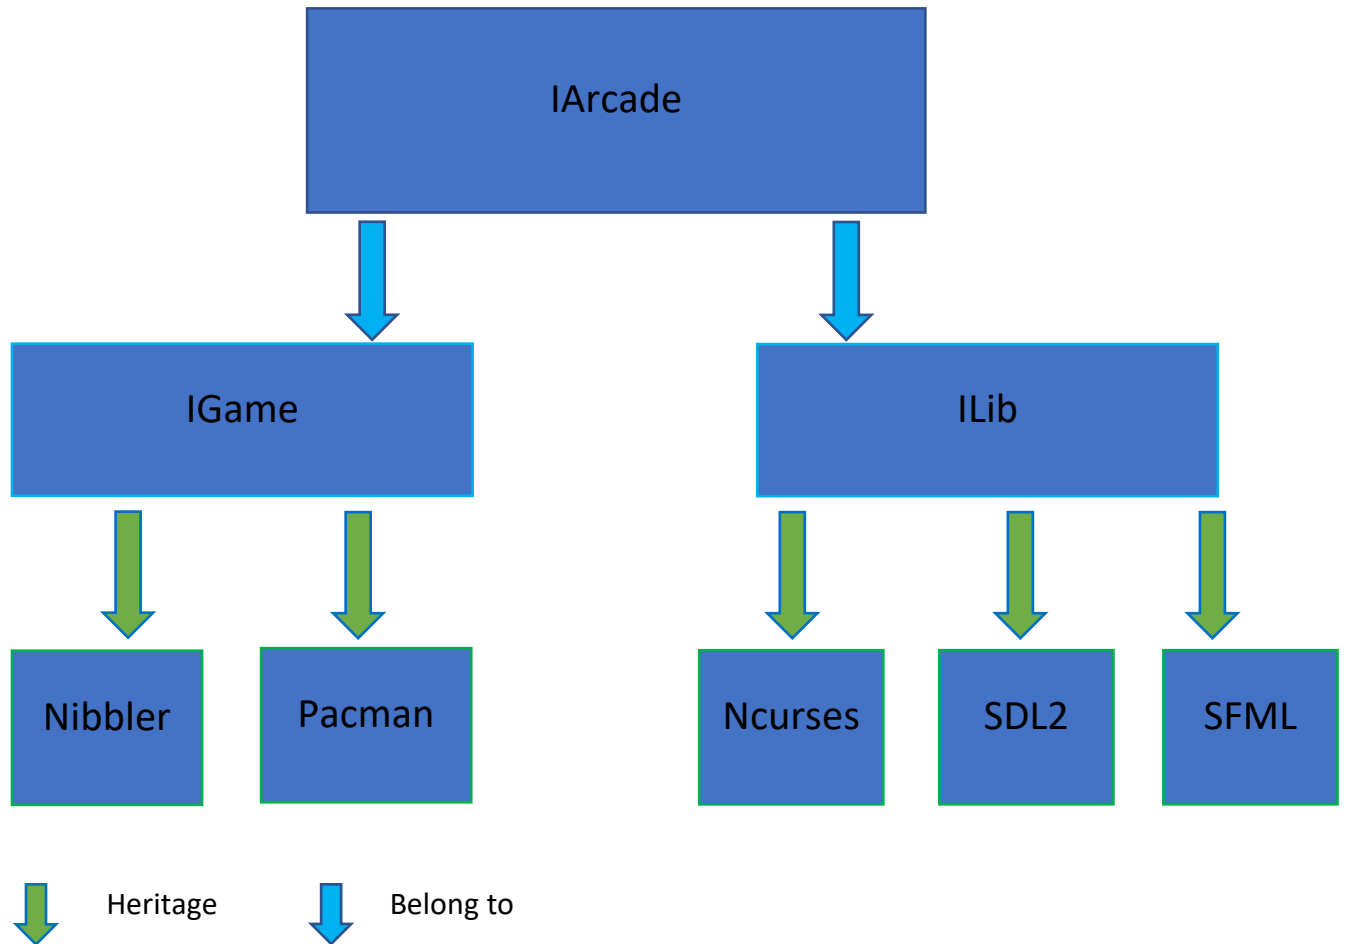 IArcade
IGame
ILib
Nibbler
Pacman
Ncurses
SDL2
SFML
Heritage
Belong to